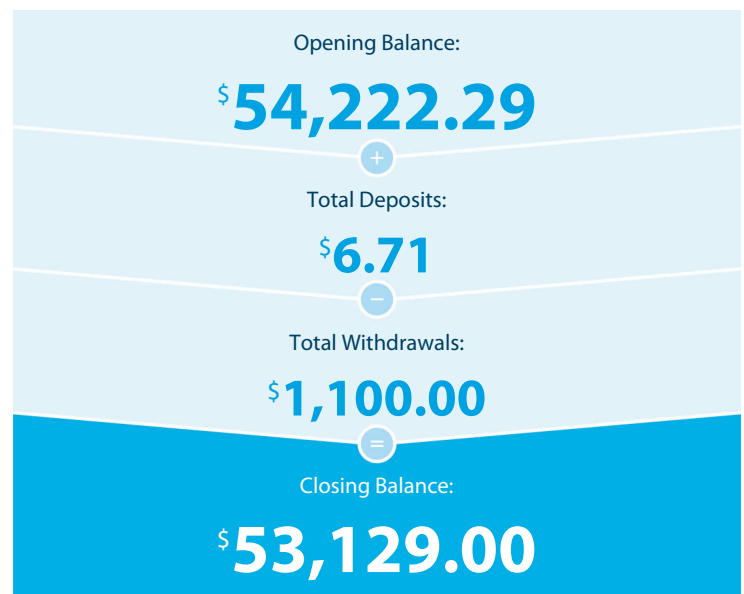 Opening Balance:
$54,222.29
+
Total Deposits:
$6.71
−
Total Withdrawals:
$1,100.00
=
Closing Balance:
$53,129.00